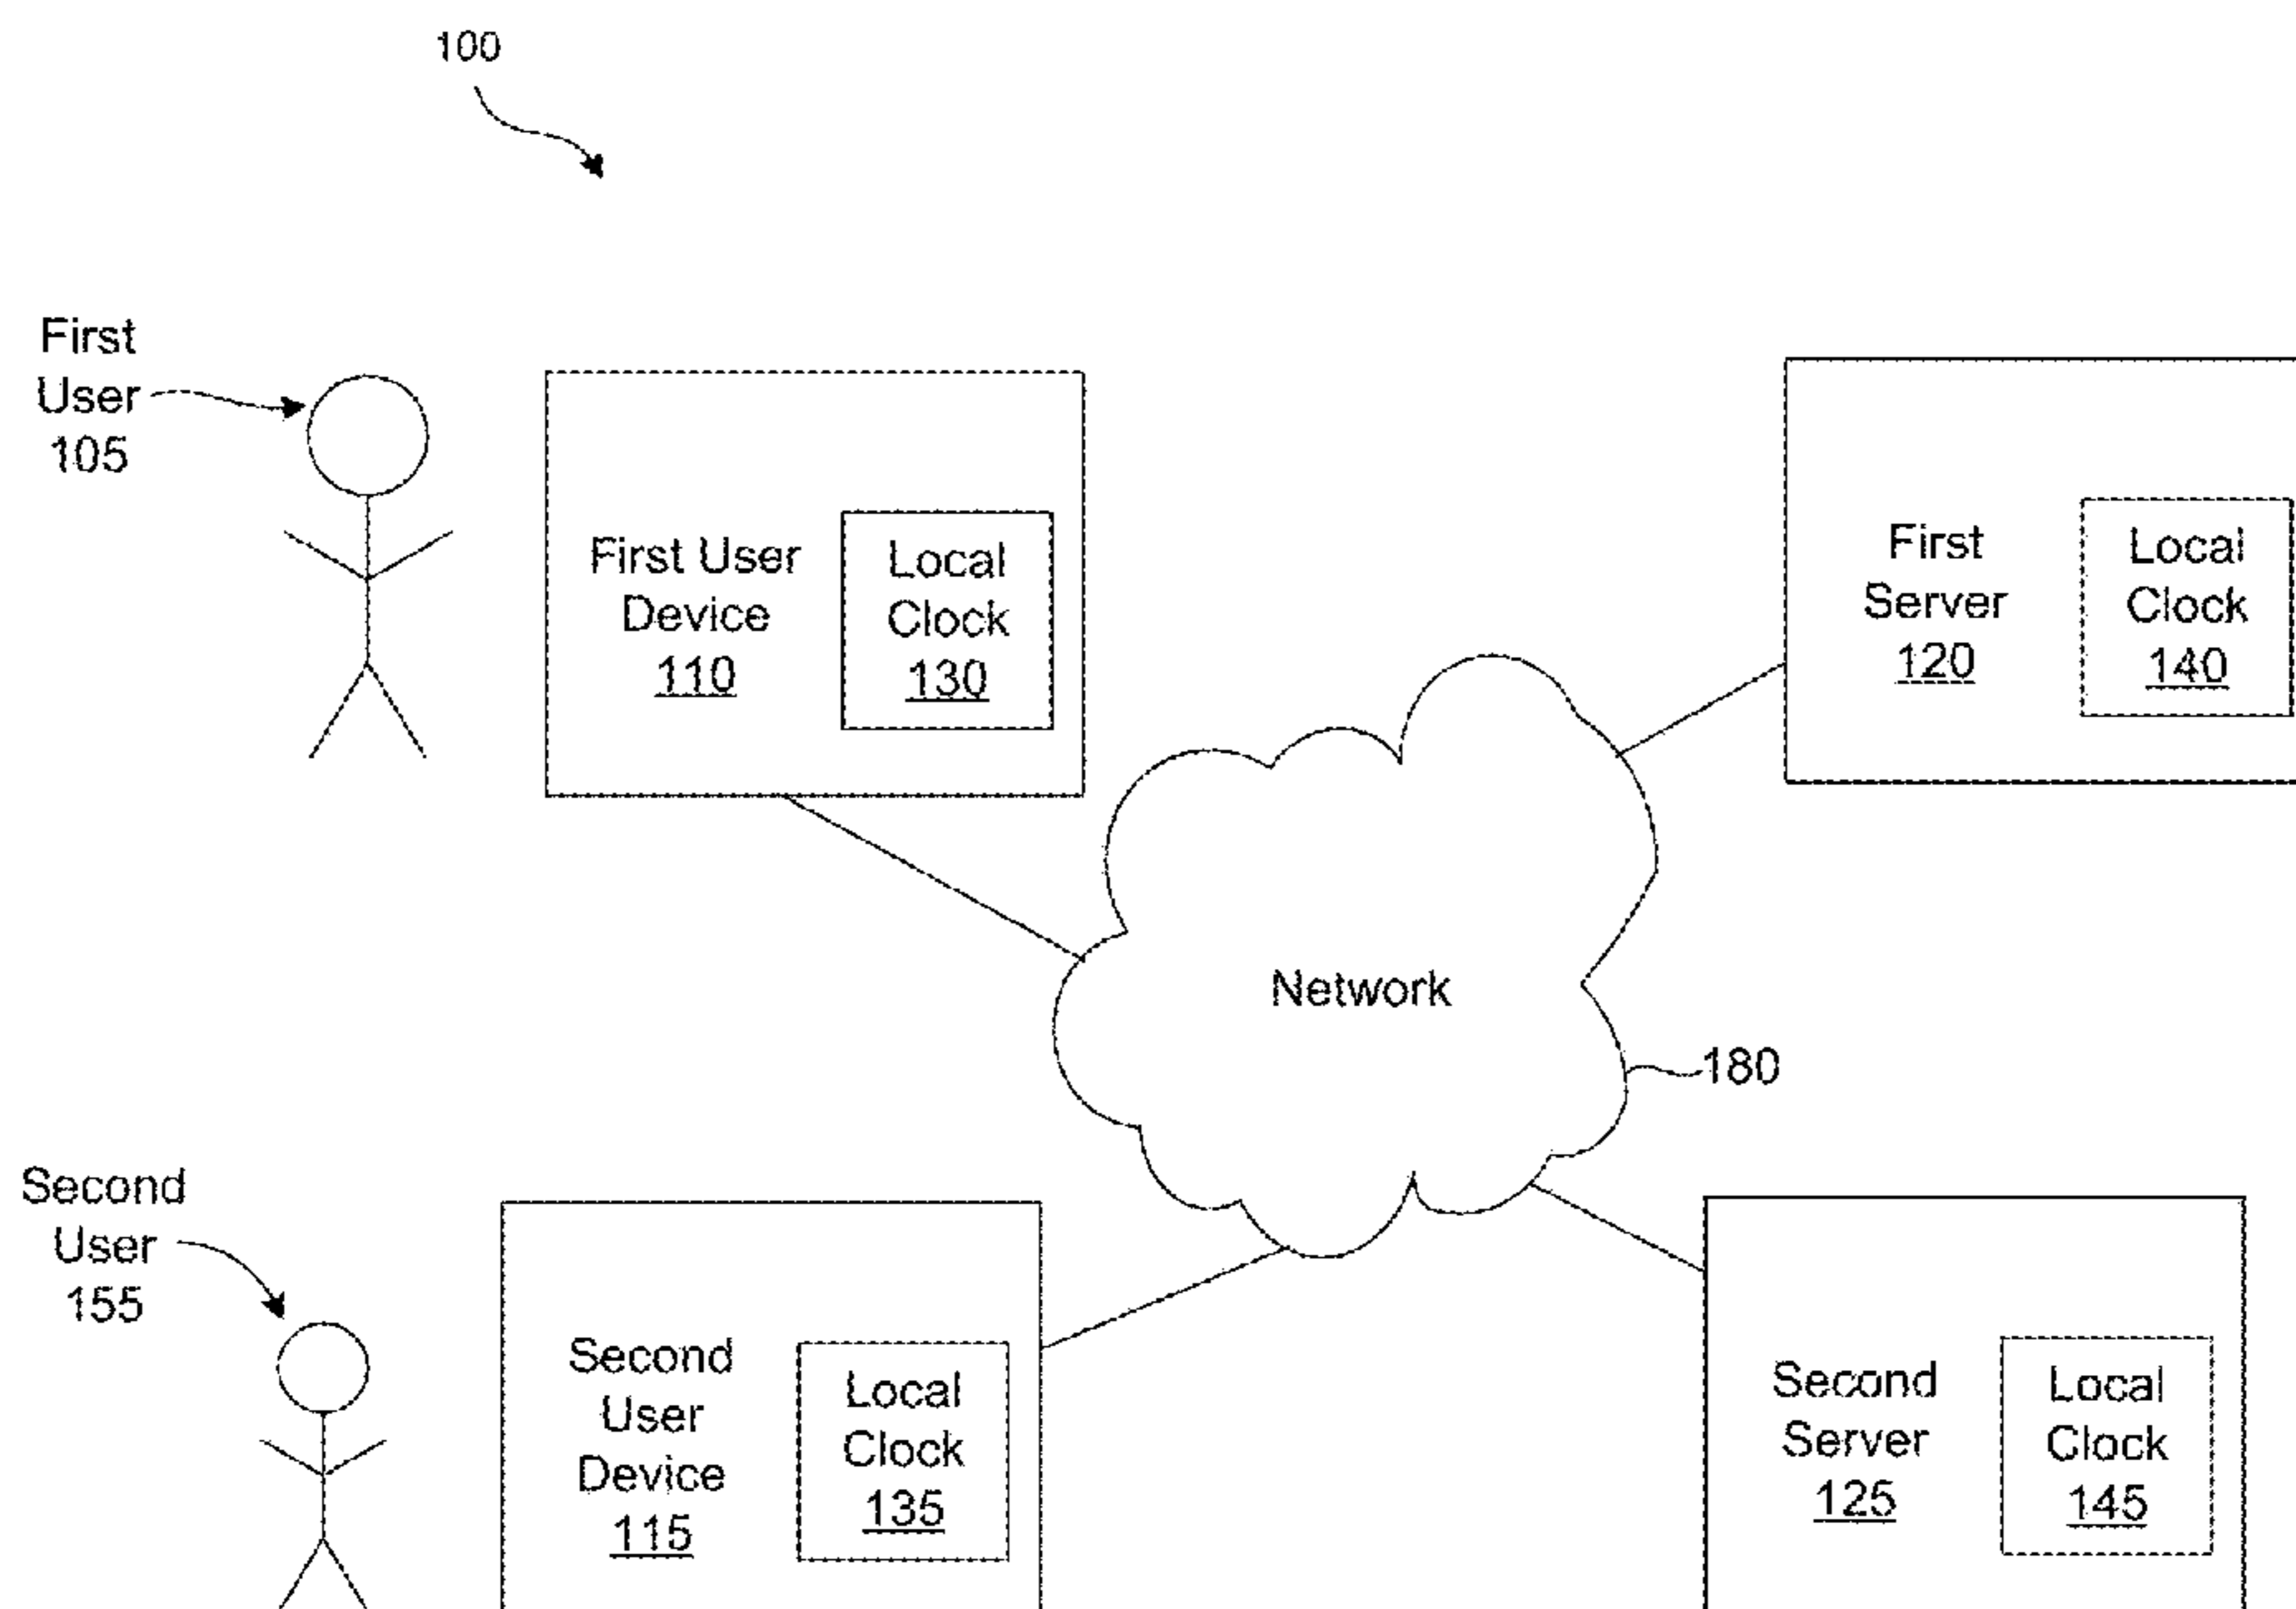 100
First
User
105
First User
Device
110
Local
Clock
130
First
Server
120
Local
Clock
140
Network
180
Second
User
155
Second
User
Device
115
Local
Clock
135
Second
Server
125
Local
Clock
145